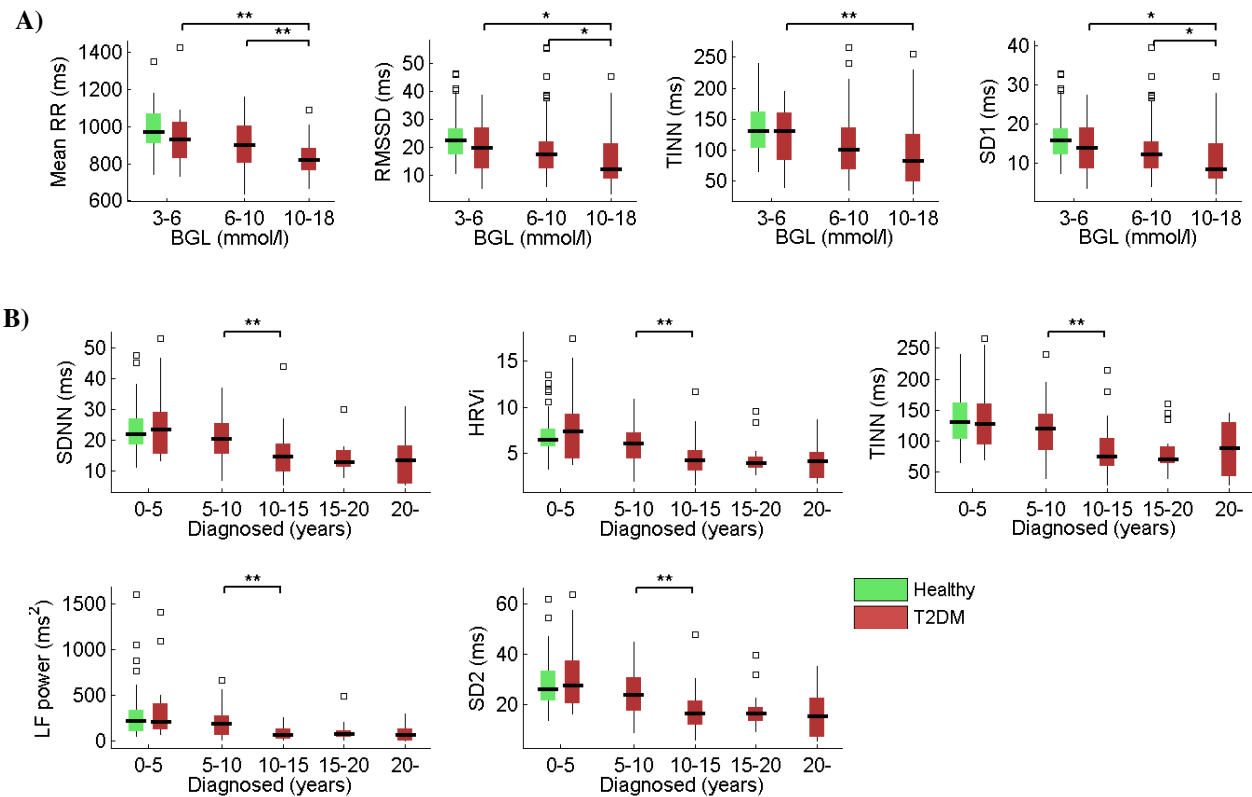 A)
** ** Mean RR (ms) 1400 1200 1000 800 600
3-6 6-10 10-18
BGL (mmol/l)
* * RMSSD (ms) 50 40 30 20 10
3-6 6-10 10-18
BGL (mmol/l)
** TINN (ms) 250 200 150 100 50
3-6 6-10 10-18
BGL (mmol/l)
* * SD1 (ms) 40 30 20 10
3-6 6-10 10-18
BGL (mmol/l)
B)
** SDNN (ms) 50 40 30 20 10
0-5 5-10 10-15 15-20 20-
Diagnosed (years)
** HRVi 15 10 5
0-5 5-10 10-15 15-20 20-
Diagnosed (years)
** TINN (ms) 250 200 150 100 50
0-5 5-10 10-15 15-20 20-
Diagnosed (years)
** LF power (ms²) 1500 1000 500 0
0-5 5-10 10-15 15-20 20-
Diagnosed (years)
** SD2 (ms) 60 40 20
0-5 5-10 10-15 15-20 20-
Diagnosed (years)
Healthy
T2DM